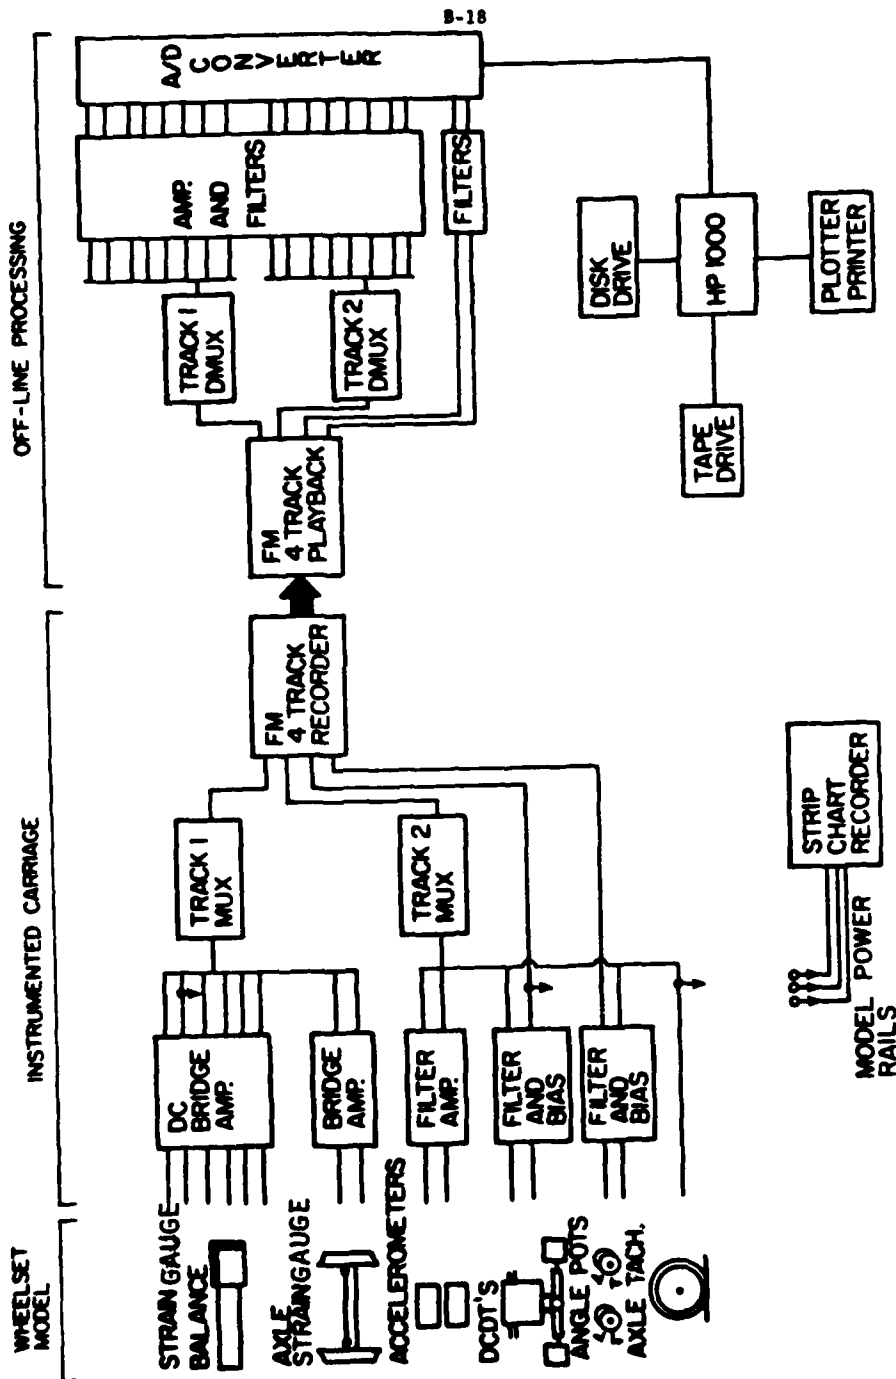 B-18
WHEELSET
MODEL
INSTRUMENTED CARRIAGE
OFF-LINE PROCESSING
STRAIN GAUGE
BALANCE
AXLE
STRAIN GAUGE
ACCELEROMETERS
DCDT'S
ANGLE POTS
AXLE TACH.
DC
BRIDGE
AMP.
BRIDGE
AMP.
FILTER
AMP.
FILTER
AND
BIAS
FILTER
AND
BIAS
TRACK 1
MUX
TRACK 2
MUX
FM
4 TRACK
RECORDER
MODEL POWER
RAILS
STRIP
CHART
RECORDER
FM
4 TRACK
PLAYBACK
TRACK 1
DMUX
TRACK 2
DMUX
AMP.
AND
FILTERS
FILTERS
A/D
CONVERTER
TAPE
DRIVE
DISK
DRIVE
HP 1000
PLOTTER
PRINTER